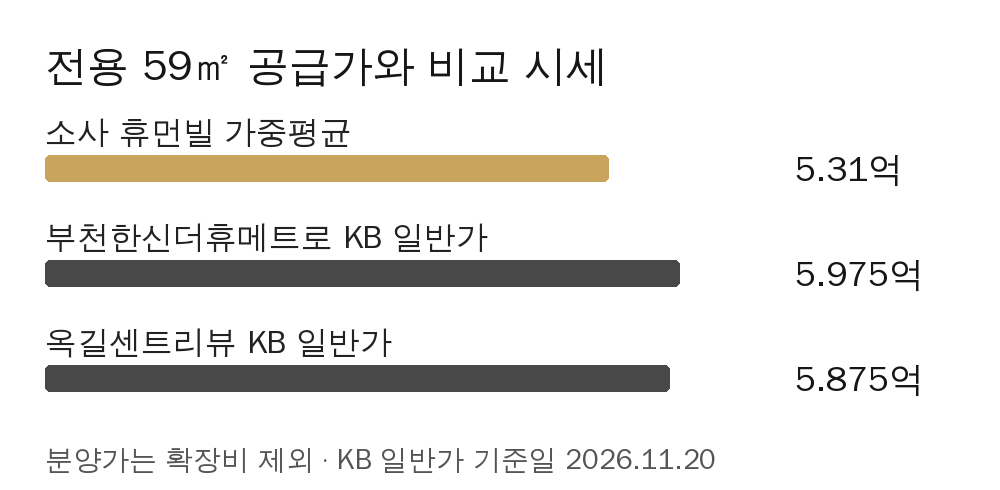 전용 59㎡ 공급가와 비교 시세
소사 휴먼빌 가중평균
5.31억
부천한신더휴메트로 KB 일반가
5.975억
옥길센트리뷰 KB 일반가
5.875억
분양가는 확장비 제외 · KB 일반가 기준일 2026.11.20